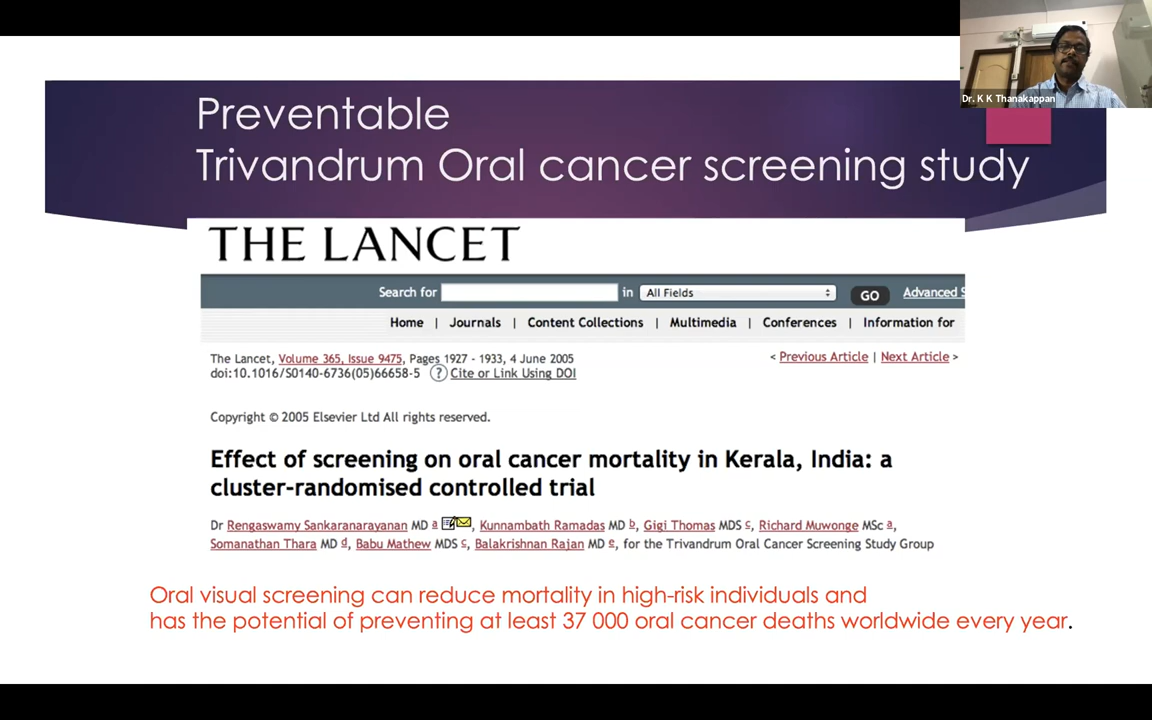 Dr. K K Thanakappan
Preventable
Trivandrum Oral cancer screening study
THE LANCET
Search for in All Fields GO Advanced S
Home | Journals | Content Collections | Multimedia | Conferences | Information for
The Lancet, Volume 365, Issue 9475, Pages 1927 - 1933, 4 June 2005
< Previous Article | Next Article >
doi:10.1016/S0140-6736(05)66658-5 ? Cite or Link Using DOI
Copyright © 2005 Elsevier Ltd All rights reserved.
Effect of screening on oral cancer mortality in Kerala, India: a
cluster-randomised controlled trial
Dr Rengaswamy Sankaranarayanan MD a , Kunnambath Ramadas MD b, Gigi Thomas MDS c, Richard Muwonge MSc a,
Somanathan Thara MD d, Babu Mathew MDS c, Balakrishnan Rajan MD e, for the Trivandrum Oral Cancer Screening Study Group
Oral visual screening can reduce mortality in high-risk individuals and
has the potential of preventing at least 37 000 oral cancer deaths worldwide every year.